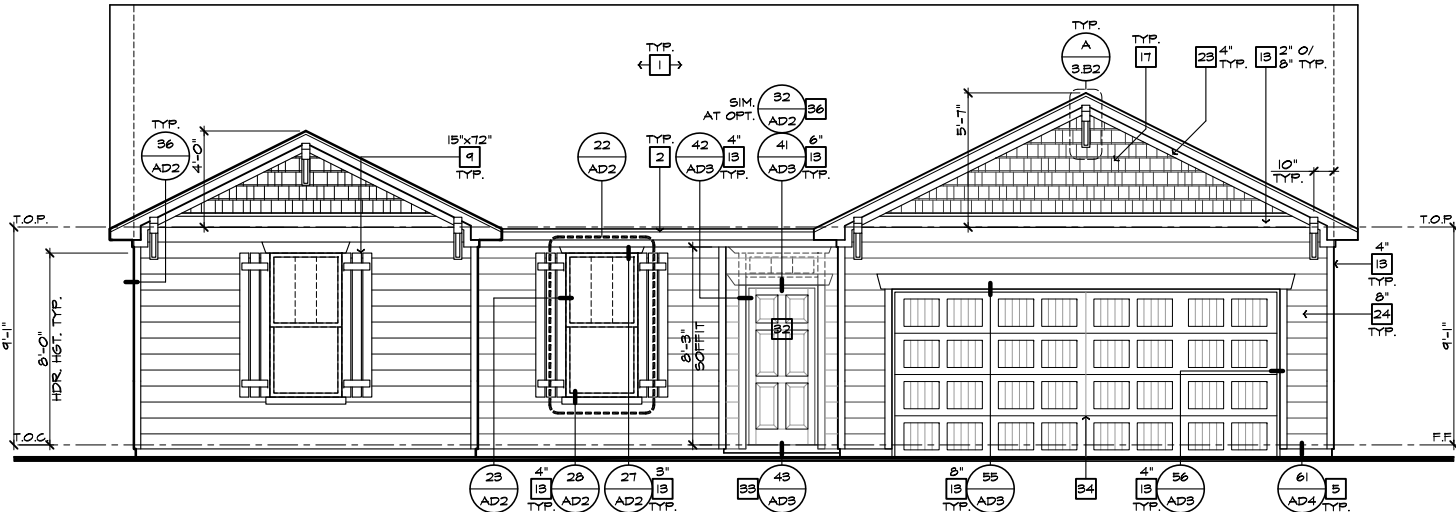 TYP.
A
3.B2
TYP.
1
TYP.
17
23
4"
TYP.
13
2" O/
8" TYP.
SIM.
AT OPT.
32
AD2
36
5'-7"
TYP.
36
AD2
4'-0"
15"x72"
9
TYP.
22
AD2
TYP.
2
42
AD3
4"
13
TYP.
41
AD3
6"
13
TYP.
10"
TYP.
T.O.P.
T.O.P.
4"
13
TYP.
8"
24
TYP.
9'-1"
8'-0"
HDR. HGT. TYP.
8'-3"
SOFFIT
32
9'-1"
T.O.C.
F.F.
23
AD2
4"
13
TYP.
28
AD2
27
AD2
3"
13
TYP.
33
43
AD3
8"
13
TYP.
55
AD3
34
4"
13
TYP.
56
AD3
61
AD4
5
TYP.